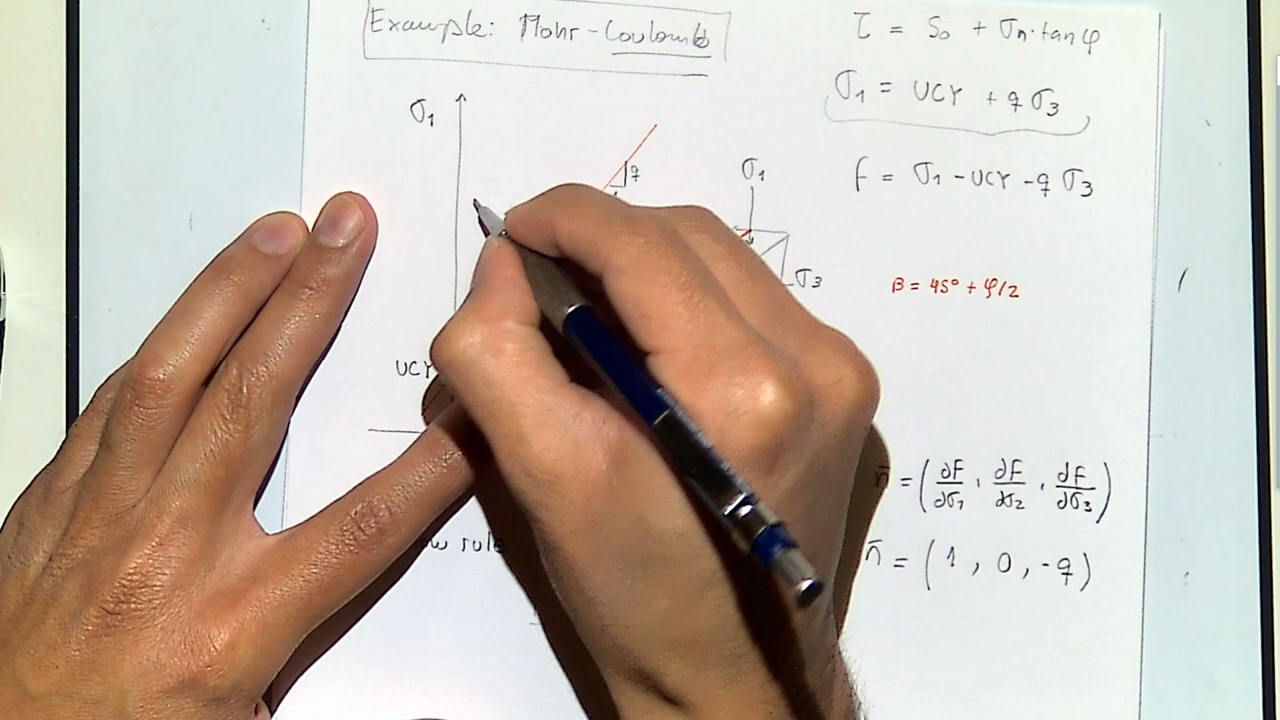 Example: Mohr-Coulomb
τ = S₀ + σn·tanφ
σ₁ = UCY + q σ₃
σ₁
q
σ₁
f = σ₁ - UCY - q σ₃
σ₃
β = 45° + φ/2
UCY
n̄ = (∂F/∂σ₁, ∂F/∂σ₂, ∂F/∂σ₃)
rule
n̄ = (1, 0, -q)